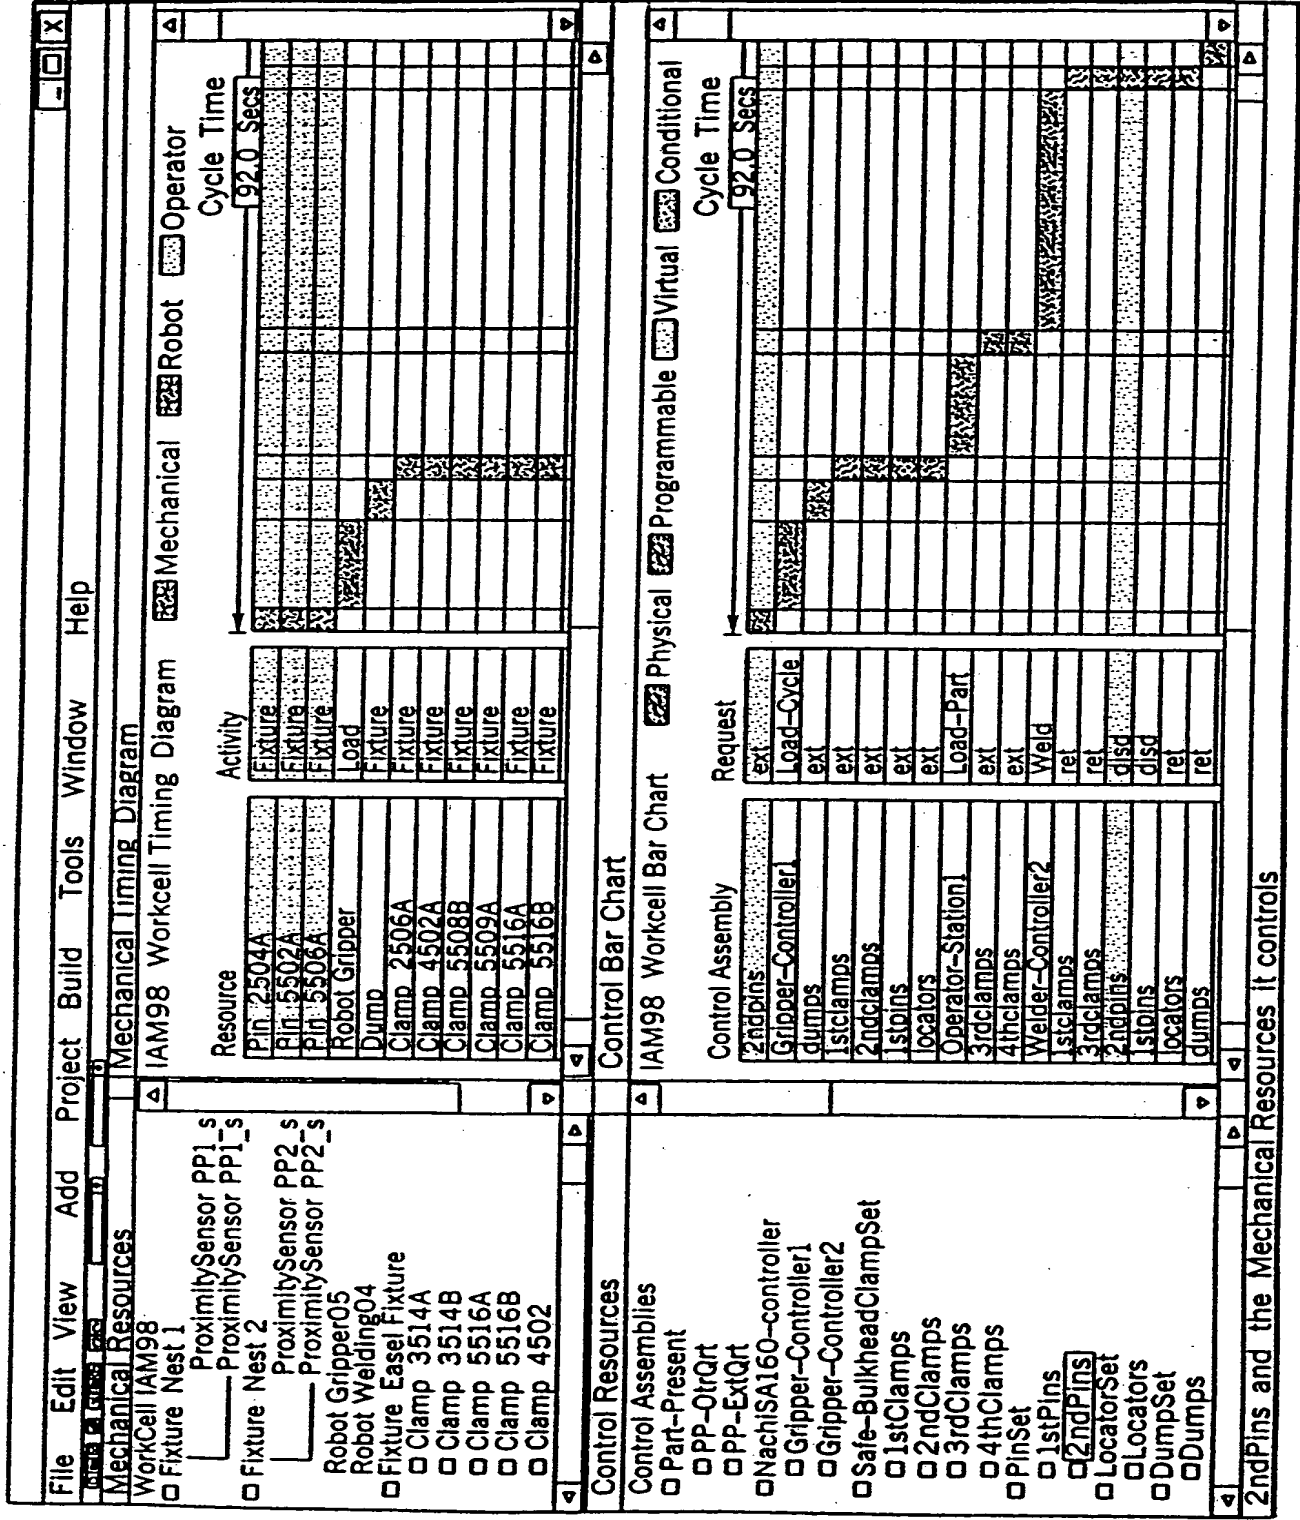 File Edit View Add Project Build Tools Window Help
Mechanical Resources
WorkCell IAM98
Fixture Nest 1
ProximitySensor PP1_s
ProximitySensor PP1_s
Fixture Nest 2
ProximitySensor PP2_s
ProximitySensor PP2_s
Robot Gripper05
Robot Welding04
Fixture Easel Fixture
Clamp 3514A
Clamp 3514B
Clamp 5516A
Clamp 5516B
Clamp 4502
Mechanical Timing Diagram
IAM98 Workcell Timing Diagram Mechanical Robot Operator
Resource Activity Cycle Time
92.0 Secs
Pin 2504A Fixture
Pin 5502A Fixture
Pin 5506A Fixture
Robot Gripper Load
Dump Fixture
Clamp 2506A Fixture
Clamp 4502A Fixture
Clamp 5508B Fixture
Clamp 5509A Fixture
Clamp 5516A Fixture
Clamp 5516B Fixture
Control Resources
Control Assemblies
Part-Present
PP-OtrQrt
PP-ExtQrt
NachiSA160-controller
Gripper-Controller1
Gripper-Controller2
Safe-BulkheadClampSet
1stClamps
2ndClamps
3rdClamps
4thClamps
PinSet
1stPins
2ndPins
LocatorSet
Locators
DumpSet
Dumps
Control Bar Chart
IAM98 Workcell Bar Chart Physical Programmable Virtual Conditional
Control Assembly Request Cycle Time
92.0 Secs
2ndpins ext
Gripper-Controller1 Load-Cycle
dumps ext
1stclamps ext
2ndclamps ext
1stpins ext
locators ext
Operator-Station1 Load-Part
3rdclamps ext
4thclamps ext
Welder-Controller2 Weld
1stclamps ret
3rdclamps ret
2ndpins disd
1stpins disd
locators ret
dumps ret
2ndPins and the Mechanical Resources it controls